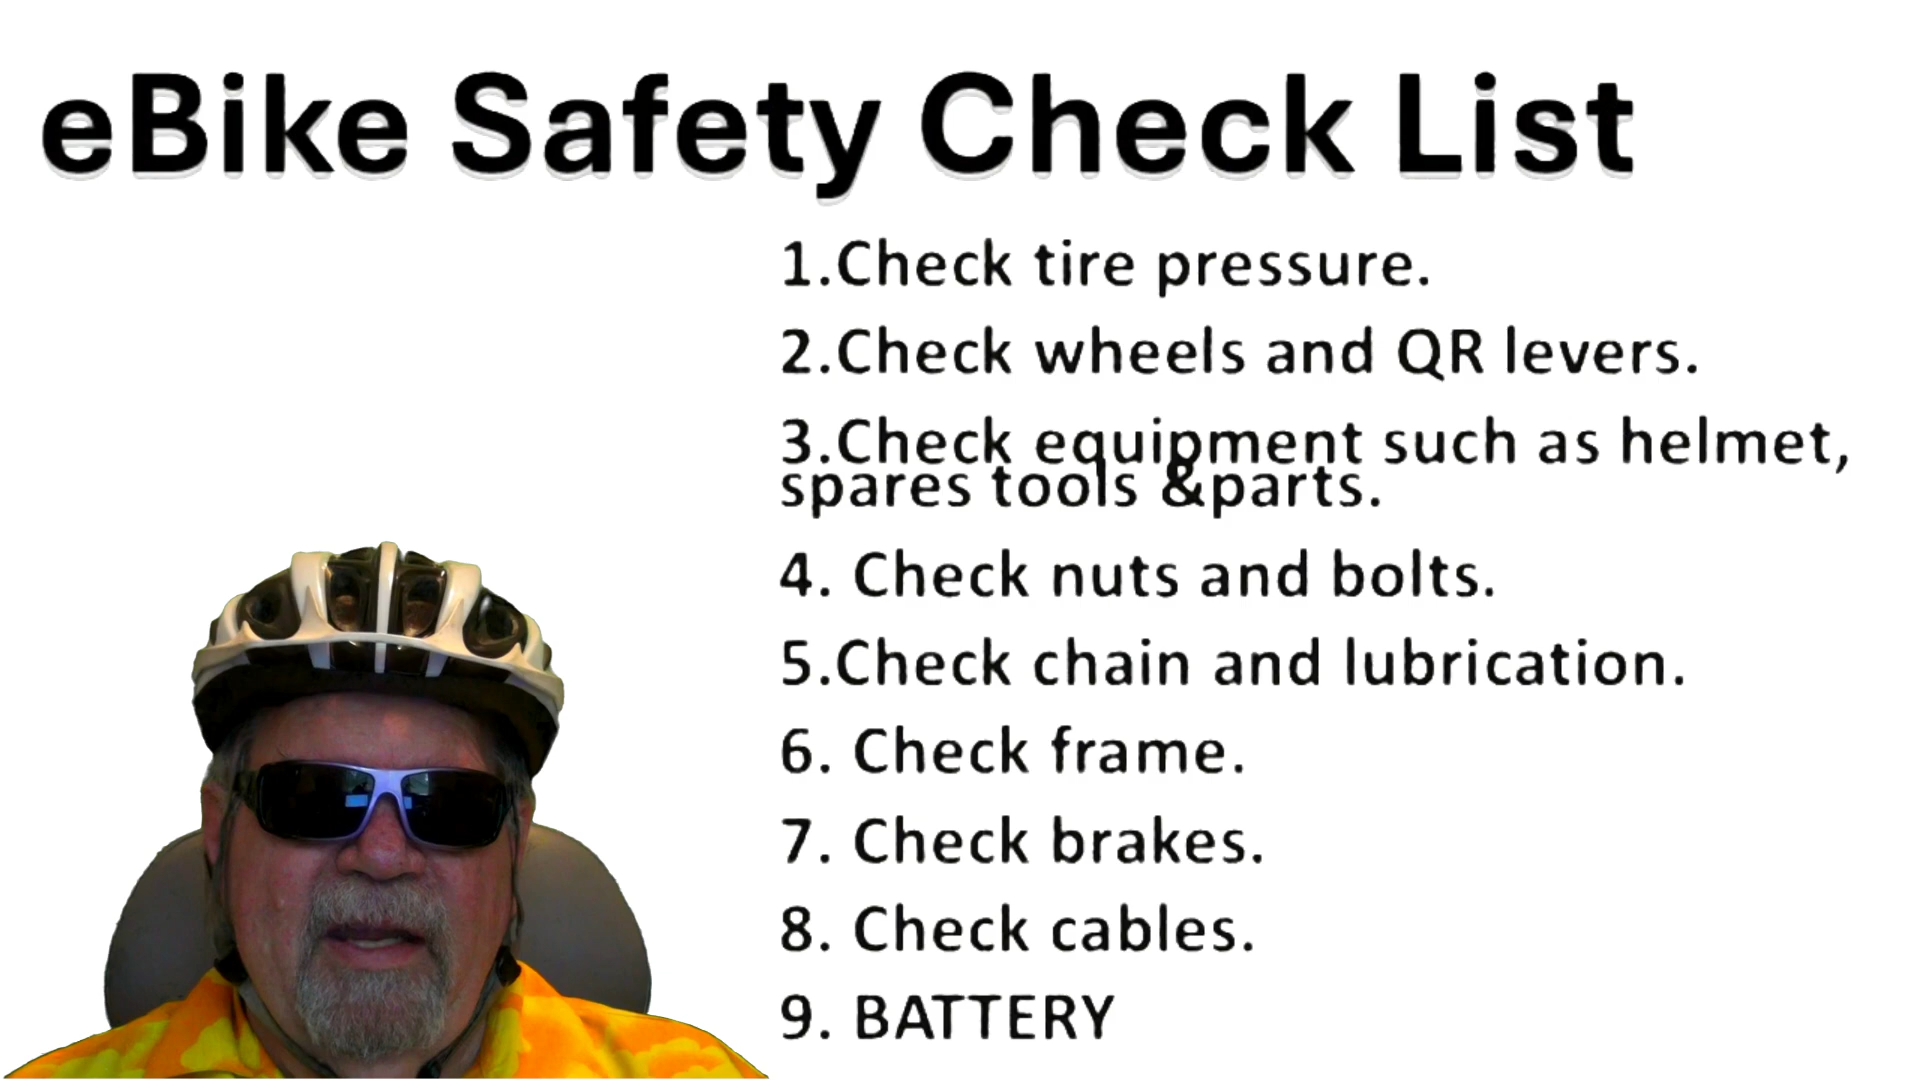 eBike Safety Check List
1.Check tire pressure.
2.Check wheels and QR levers.
3.Check equipment such as helmet,
spares tools &parts.
4. Check nuts and bolts.
5.Check chain and lubrication.
6. Check frame.
7. Check brakes.
8. Check cables.
9. BATTERY